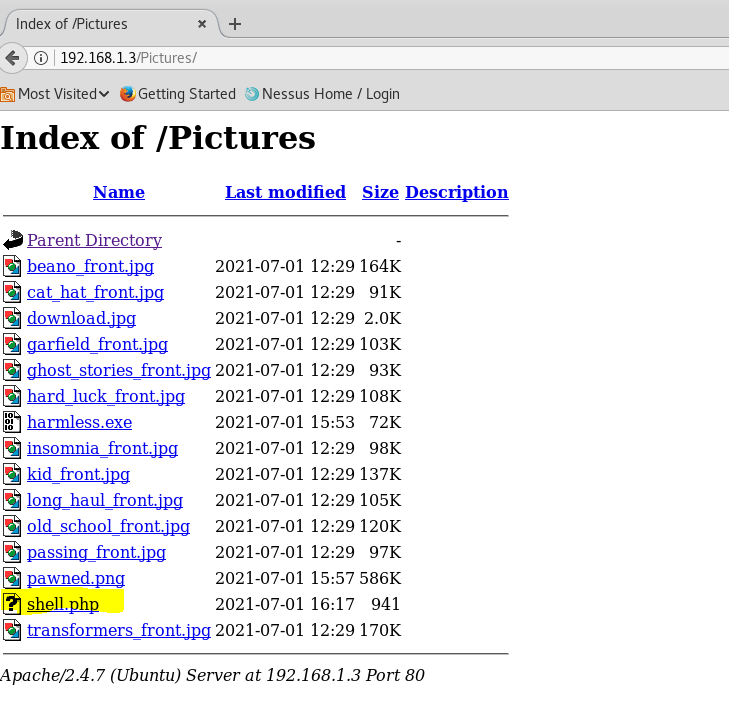 Index of /Pictures
192.168.1.3/Pictures/
Most Visited Getting Started Nessus Home / Login
Index of /Pictures
Name Last modified Size Description
Parent Directory -
beano_front.jpg 2021-07-01 12:29 164K
cat_hat_front.jpg 2021-07-01 12:29 91K
download.jpg 2021-07-01 12:29 2.0K
garfield_front.jpg 2021-07-01 12:29 103K
ghost_stories_front.jpg 2021-07-01 12:29 93K
hard_luck_front.jpg 2021-07-01 12:29 108K
harmless.exe 2021-07-01 15:53 72K
insomnia_front.jpg 2021-07-01 12:29 98K
kid_front.jpg 2021-07-01 12:29 137K
long_haul_front.jpg 2021-07-01 12:29 105K
old_school_front.jpg 2021-07-01 12:29 120K
passing_front.jpg 2021-07-01 12:29 97K
pawned.png 2021-07-01 15:57 586K
shell.php 2021-07-01 16:17 941
transformers_front.jpg 2021-07-01 12:29 170K
Apache/2.4.7 (Ubuntu) Server at 192.168.1.3 Port 80